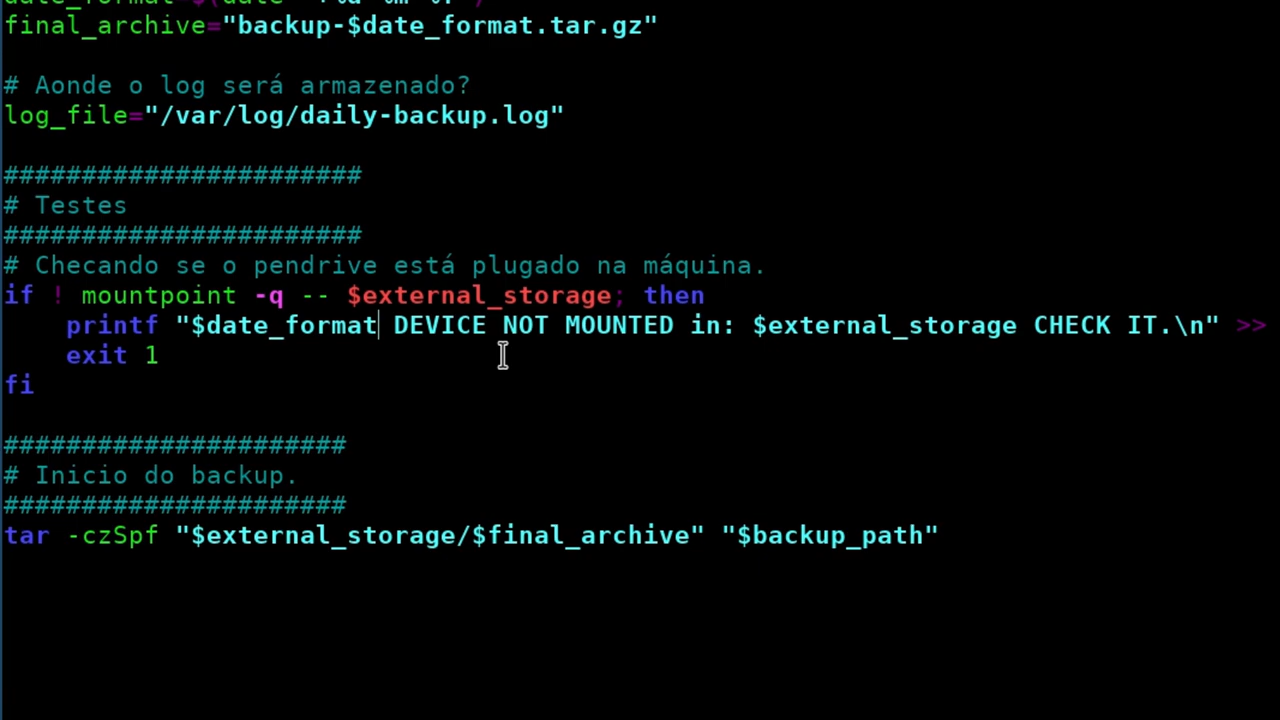 final_archive="backup-$date_format.tar.gz"
# Aonde o log será armazenado?
log_file="/var/log/daily-backup.log"
#######################
# Testes
#######################
# Checando se o pendrive está plugado na máquina.
if ! mountpoint -q -- $external_storage; then
    printf "$date_format DEVICE NOT MOUNTED in: $external_storage CHECK IT.\n" >>
    exit 1
fi
######################
# Inicio do backup.
######################
tar -czSpf "$external_storage/$final_archive" "$backup_path"